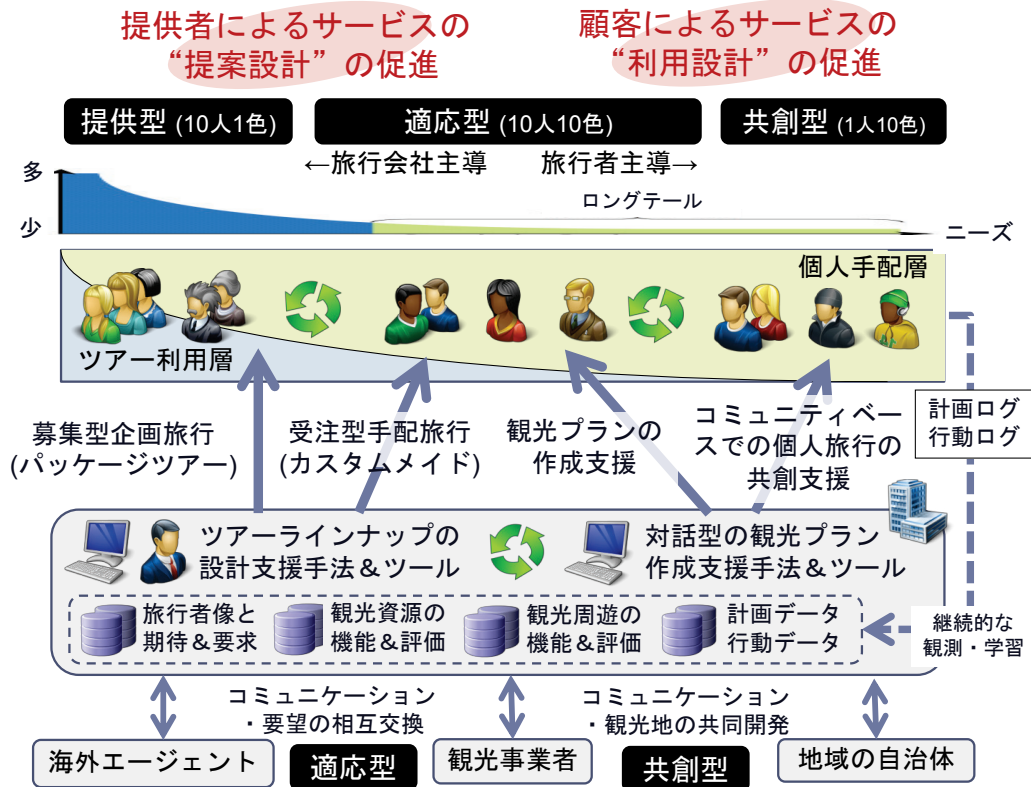 提供者によるサービスの
“提案設計”の促進
顧客によるサービスの
“利用設計”の促進
提供型 (10人1色)
適応型 (10人10色)
共創型 (1人10色)
←旅行会社主導
旅行者主導→
多
ロングテール
少
ニーズ
個人手配層
ツアー利用層
計画ログ
行動ログ
募集型企画旅行
(パッケージツアー)
受注型手配旅行
(カスタムメイド)
観光プランの
作成支援
コミュニティベー
スでの個人旅行の
共創支援
ツアーラインナップの
設計支援手法＆ツール
対話型の観光プラン
作成支援手法＆ツール
旅行者像と
期待＆要求
観光資源の
機能＆評価
観光周遊の
機能＆評価
計画データ
行動データ
継続的な
観測・学習
コミュニケーション
・要望の相互交換
コミュニケーション
・観光地の共同開発
海外エージェント
適応型
観光事業者
共創型
地域の自治体